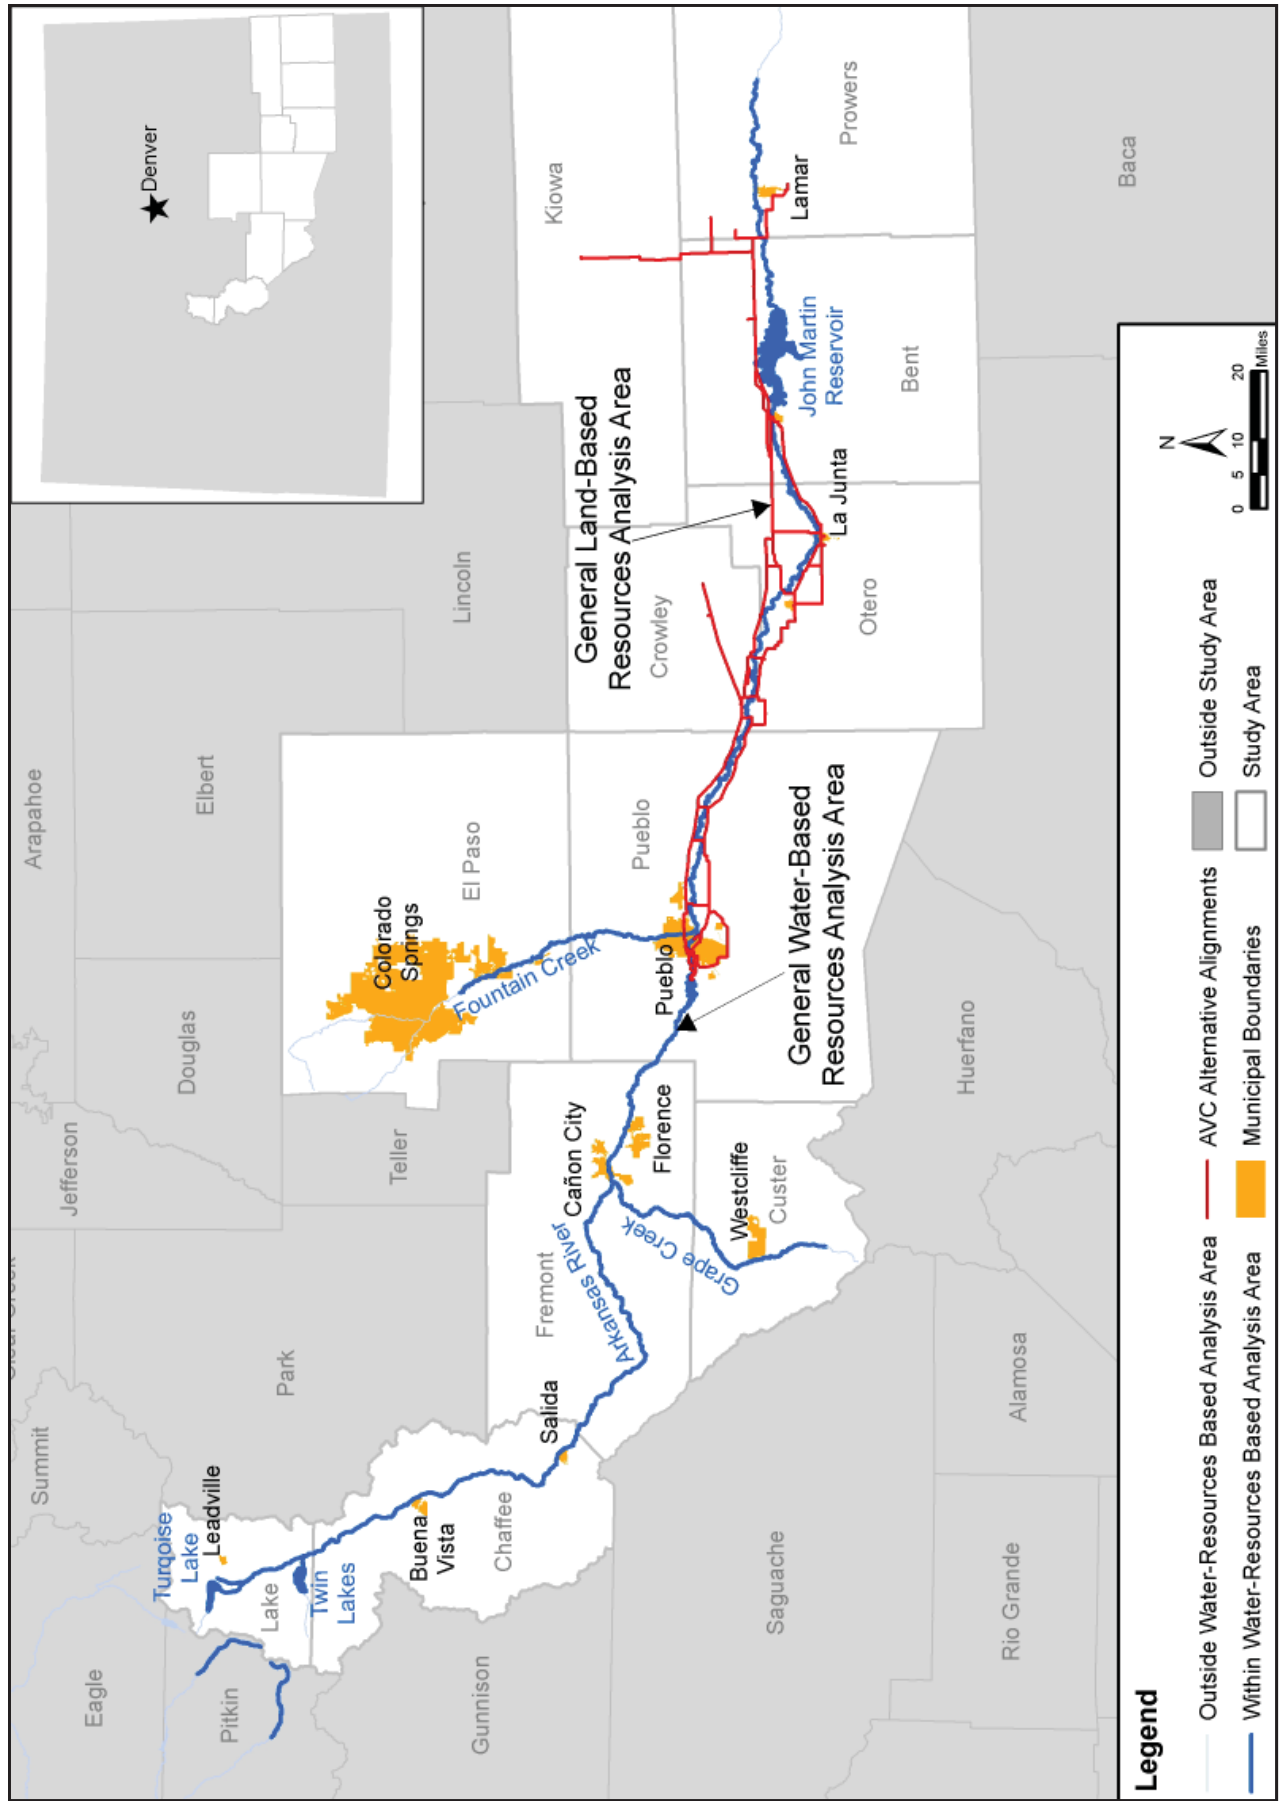 Denver
Summit
Jefferson
Arapahoe
Eagle
Pitkin
Turqoise
Lake
Leadville
Lake
Twin
Lakes
Park
Douglas
Elbert
Teller
Colorado
Springs
El Paso
Lincoln
Fountain Creek
Buena
Vista
Chaffee
Gunnison
Salida
Fremont
Arkansas River
Cañon City
Florence
Pueblo
Pueblo
Crowley
General Land-Based
Resources Analysis Area
Kiowa
Grape Creek
Westcliffe
Custer
General Water-Based
Resources Analysis Area
La Junta
Otero
John Martin
Reservoir
Bent
Lamar
Prowers
Baca
Saguache
Huerfano
Alamosa
Rio Grande
Legend
Outside Water-Resources Based Analysis Area
Within Water-Resources Based Analysis Area
AVC Alternative Alignments
Municipal Boundaries
Outside Study Area
Study Area
N
0 5 10 20
Miles